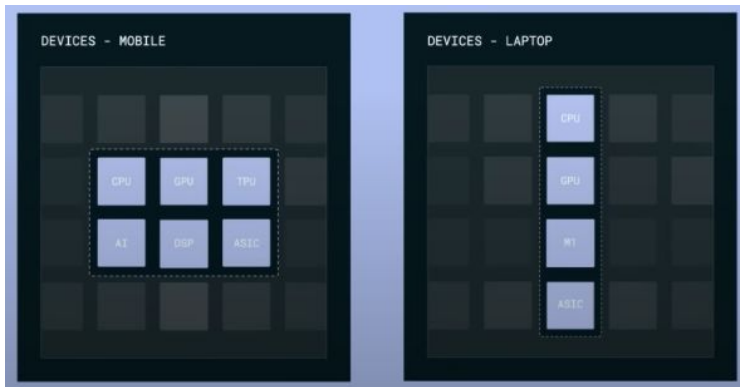 DEVICES - MOBILE
CPU GPU TPU
AI DSP ASIC
DEVICES - LAPTOP
CPU
GPU
M1
ASIC